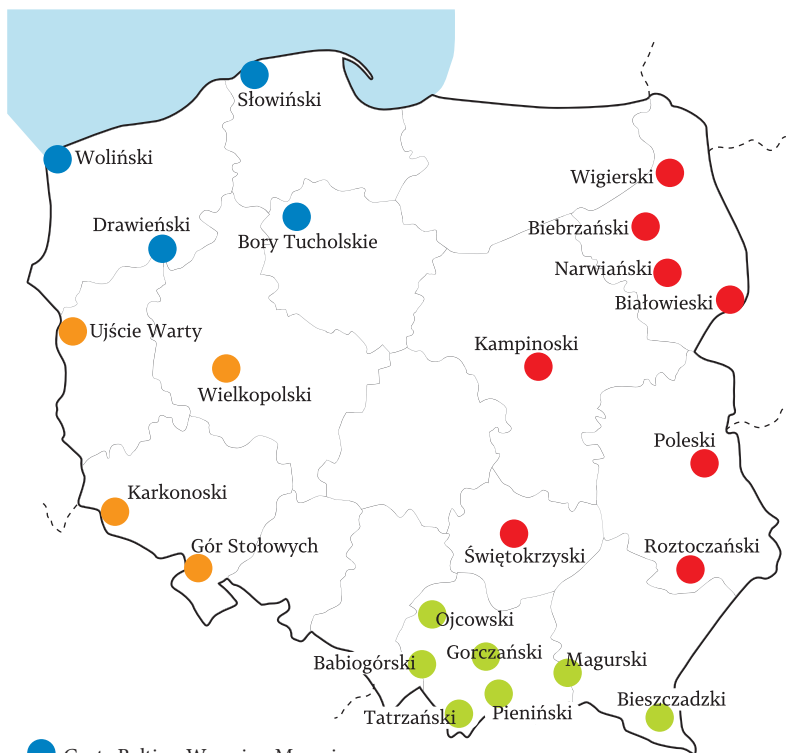 Słowiński
Woliński
Wigierski
Drawieński
Biebrzański
Bory Tucholskie
Narwiański
Białowieski
Ujście Warty
Kampinoski
Wielkopolski
Poleski
Karkonoski
Gór Stołowych
Roztoczański
Świętokrzyski
Ojcowski
Gorczański
Magurski
Babiogórski
Bieszczadzki
Pieniński
Tatrzański